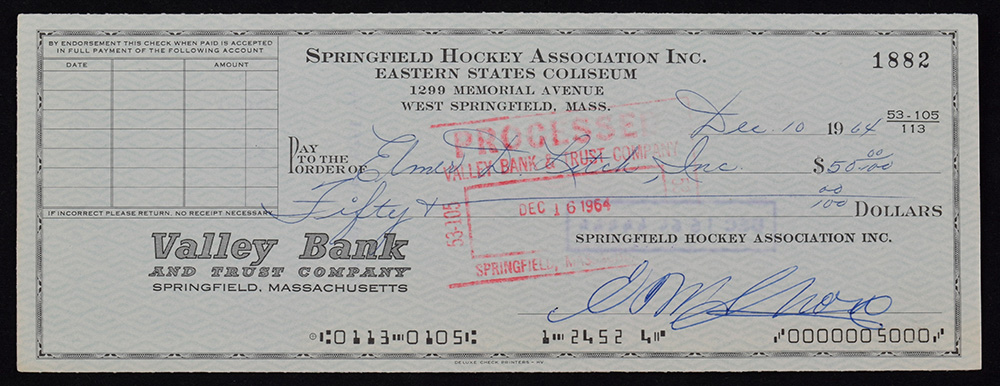 BY ENDORSEMENT THIS CHECK WHEN PAID IS ACCEPTED
IN FULL PAYMENT OF THE FOLLOWING ACCOUNT
DATE AMOUNT
SPRINGFIELD HOCKEY ASSOCIATION INC.
EASTERN STATES COLISEUM
1299 MEMORIAL AVENUE
WEST SPRINGFIELD, MASS.
1882
Dec. 10 1964
53-105
113
PAY
TO THE
ORDER OF Elmer , Inc. $50.00
Fifty & 00/100 DOLLARS
IF INCORRECT PLEASE RETURN. NO RECEIPT NECESSARY
VALLEY BANK & TRUST COMPANY
53-105
DEC 16 1964
SPRINGFIELD,
Valley Bank
AND TRUST COMPANY
SPRINGFIELD, MASSACHUSETTS
SPRINGFIELD HOCKEY ASSOCIATION INC.
0113 0105 1 2452 4 0000005000
DELUXE CHECK PRINTERS - HV